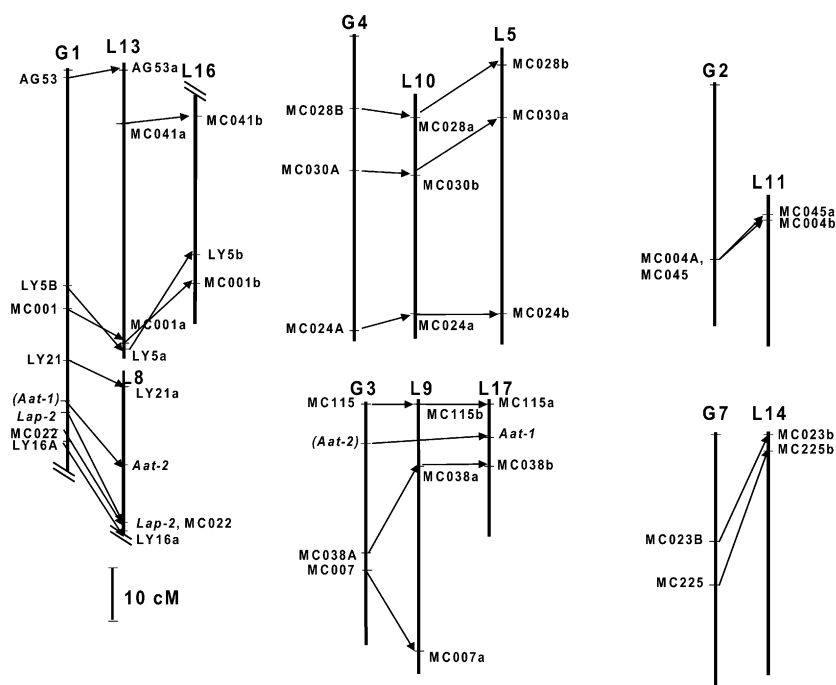 G1
L13
L16
AG53
AG53a
MC041a
MC041b
LY5B
MC001
MC001a
LY5a
LY5b
MC001b
LY21
8
LY21a
(Aat-1)
Lap-2
MC022
LY16A
Aat-2
Lap-2, MC022
LY16a
10 cM
G4
L10
L5
MC028B
MC028a
MC028b
MC030A
MC030b
MC030a
MC024A
MC024a
MC024b
G3
L9
L17
MC115
MC115b
MC115a
(Aat-2)
Aat-1
MC038a
MC038b
MC038A
MC007
MC007a
G2
L11
MC045a
MC004b
MC004A,
MC045
G7
L14
MC023b
MC225b
MC023B
MC225